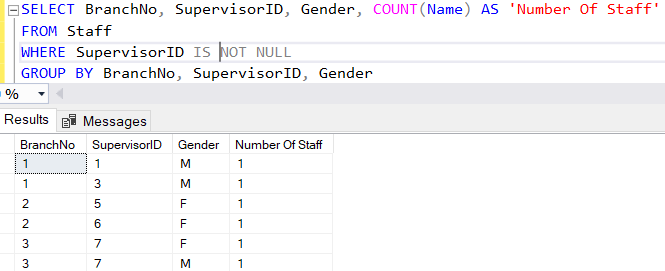 SELECT BranchNo, SupervisorID, Gender, COUNT(Name) AS 'Number Of Staff'
FROM Staff
WHERE SupervisorID IS NOT NULL
GROUP BY BranchNo, SupervisorID, Gender
%
Results Messages
BranchNo SupervisorID Gender Number Of Staff
1 1 M 1
1 3 M 1
2 5 F 1
2 6 F 1
3 7 F 1
3 7 M 1